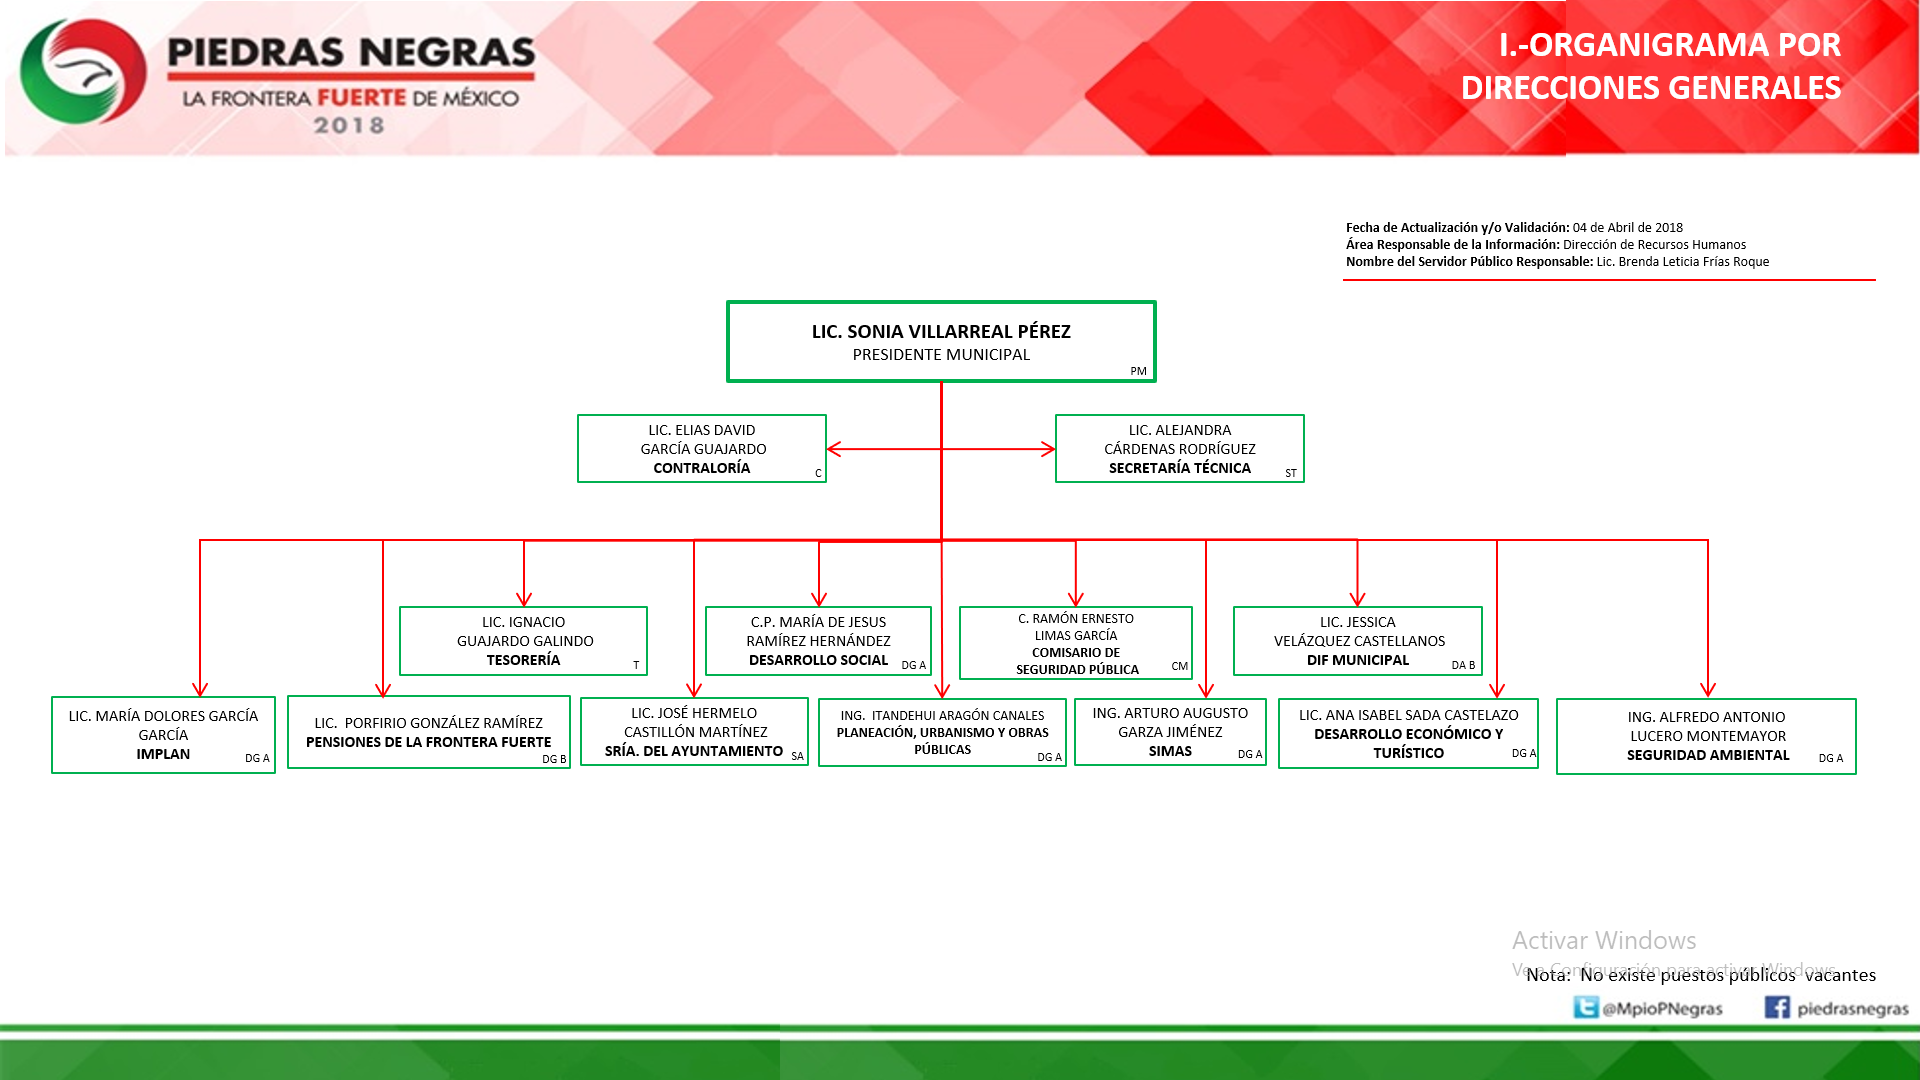 PIEDRAS NEGRAS
LA FRONTERA FUERTE DE MÉXICO
2018
I.-ORGANIGRAMA POR
DIRECCIONES GENERALES
Fecha de Actualización y/o Validación: 04 de Abril de 2018
Área Responsable de la Información: Dirección de Recursos Humanos
Nombre del Servidor Público Responsable: Lic. Brenda Leticia Frías Roque
LIC. SONIA VILLARREAL PÉREZ
PRESIDENTE MUNICIPAL
PM
LIC. ELIAS DAVID
GARCÍA GUAJARDO
CONTRALORÍA
C
LIC. ALEJANDRA
CÁRDENAS RODRÍGUEZ
SECRETARÍA TÉCNICA
ST
LIC. IGNACIO
GUAJARDO GALINDO
TESORERÍA
T
C.P. MARÍA DE JESUS
RAMÍREZ HERNÁNDEZ
DESARROLLO SOCIAL
DG A
C. RAMÓN ERNESTO
LIMAS GARCÍA
COMISARIO DE
SEGURIDAD PÚBLICA
CM
LIC. JESSICA
VELÁZQUEZ CASTELLANOS
DIF MUNICIPAL
DA B
LIC. MARÍA DOLORES GARCÍA
GARCÍA
IMPLAN
DG A
LIC. PORFIRIO GONZÁLEZ RAMÍREZ
PENSIONES DE LA FRONTERA FUERTE
DG B
LIC. JOSÉ HERMELO
CASTILLÓN MARTÍNEZ
SRÍA. DEL AYUNTAMIENTO
SA
ING. ITANDEHUI ARAGÓN CANALES
PLANEACIÓN, URBANISMO Y OBRAS
PÚBLICAS
DG A
ING. ARTURO AUGUSTO
GARZA JIMÉNEZ
SIMAS
DG A
LIC. ANA ISABEL SADA CASTELAZO
DESARROLLO ECONÓMICO Y
TURÍSTICO
DG A
ING. ALFREDO ANTONIO
LUCERO MONTEMAYOR
SEGURIDAD AMBIENTAL
DG A
Activar Windows
Ve a Configuración para activar Windows.
Nota: No existe puestos públicos vacantes
@MpioPNegras
piedrasnegras